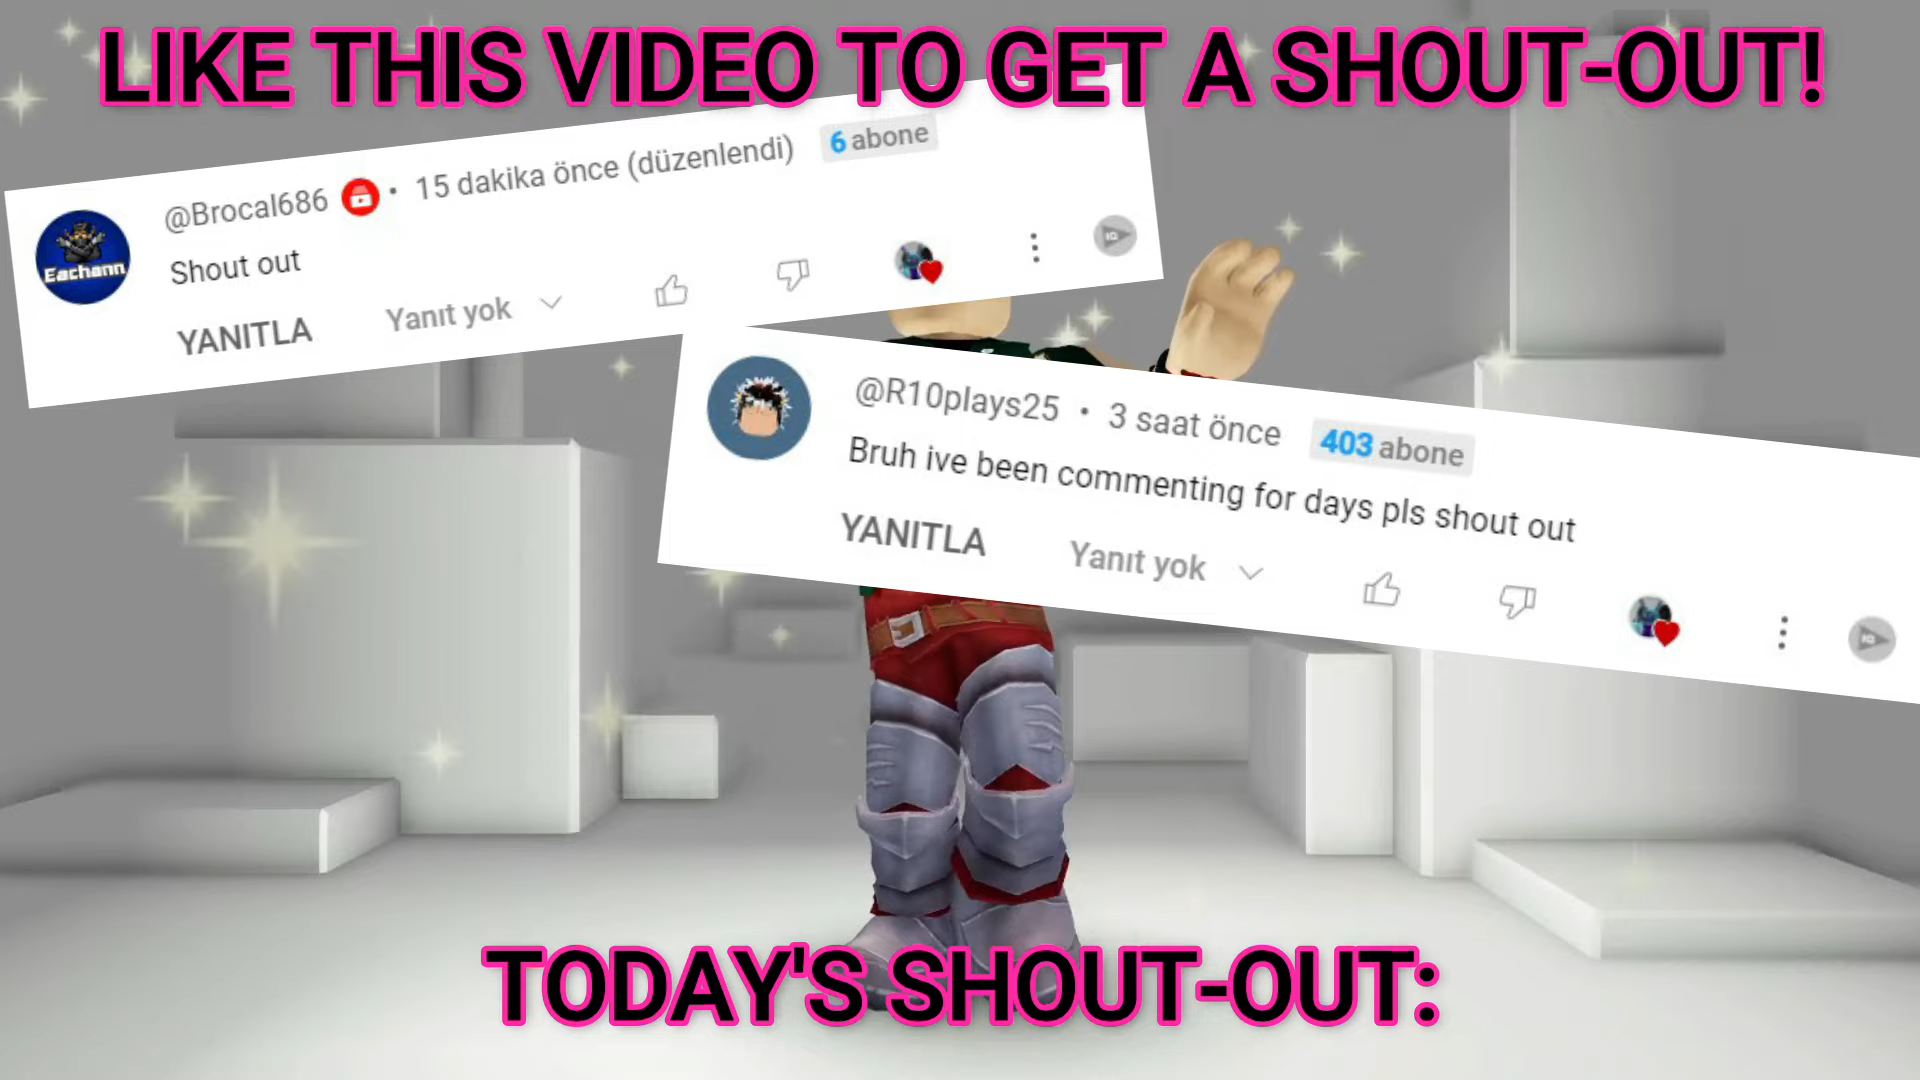 LIKE THIS VIDEO TO GET A SHOUT-OUT!
@Brocal686 • 15 dakika önce (düzenlendi) 6 abone
Eachann
Shout out
YANITLA Yanıt yok
IQ
@R10plays25 • 3 saat önce 403 abone
Bruh ive been commenting for days pls shout out
YANITLA Yanıt yok
IQ
TODAY'S SHOUT-OUT: